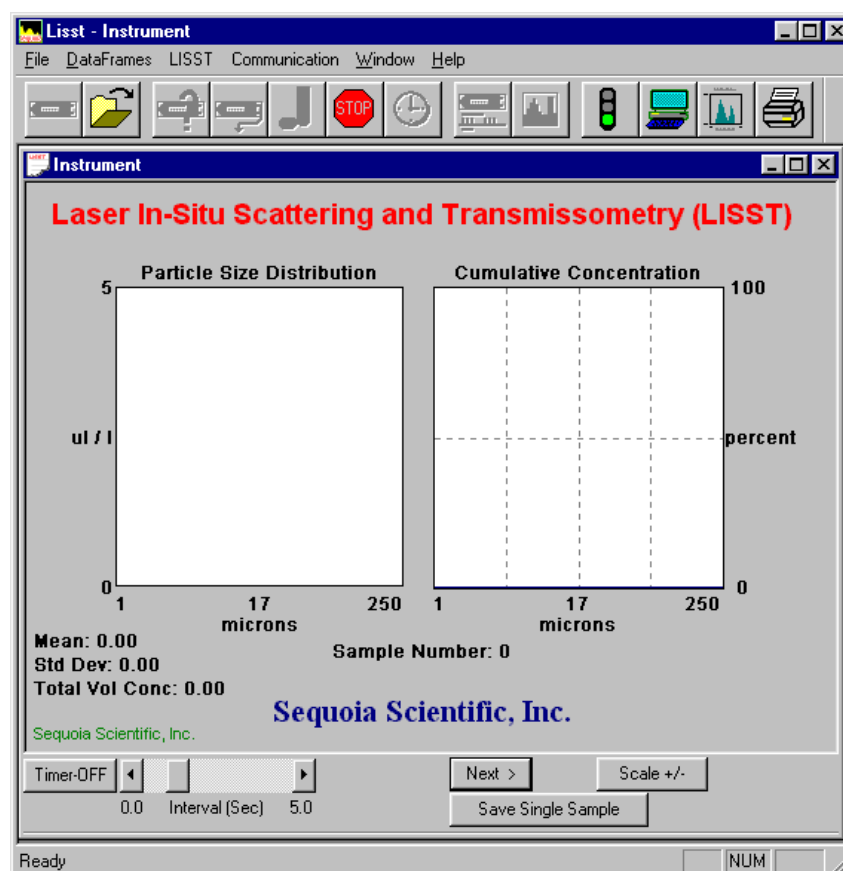 Lisst - Instrument
File DataFrames LISST Communication Window Help
STOP
Instrument
Laser In-Situ Scattering and Transmissometry (LISST)
Particle Size Distribution Cumulative Concentration
5 100
ul / l percent
0 0
1 17 250 1 17 250
microns microns
Mean: 0.00
Sample Number: 0
Std Dev: 0.00
Total Vol Conc: 0.00
Sequoia Scientific, Inc.
Sequoia Scientific, Inc.
Timer-OFF Next > Scale +/-
0.0 Interval (Sec) 5.0 Save Single Sample
Ready NUM